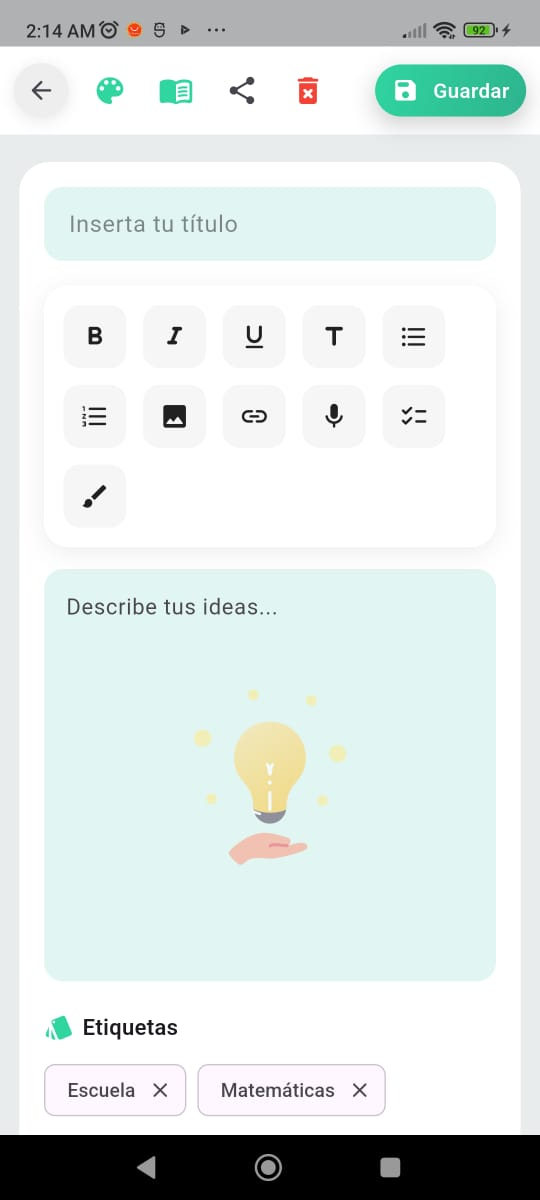 2:14 AM
92
Guardar
Inserta tu título
B I U T
Describe tus ideas...
Etiquetas
Escuela
Matemáticas